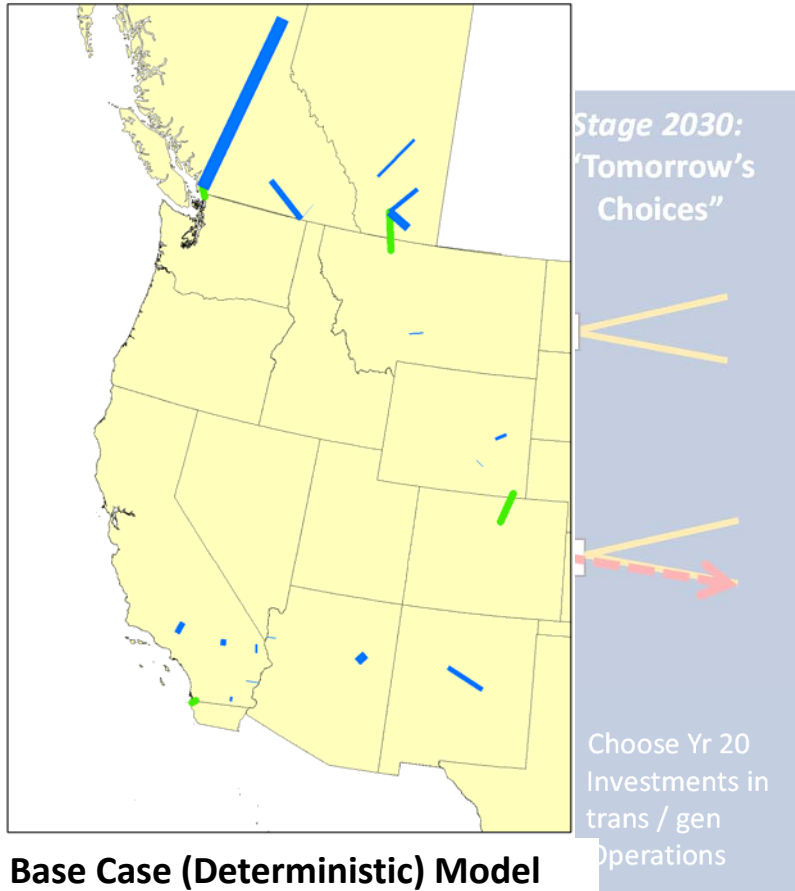 Stage 2030:
“Tomorrow’s
Choices”
Choose Yr 20
Investments in
trans / gen
Operations
Base Case (Deterministic) Model